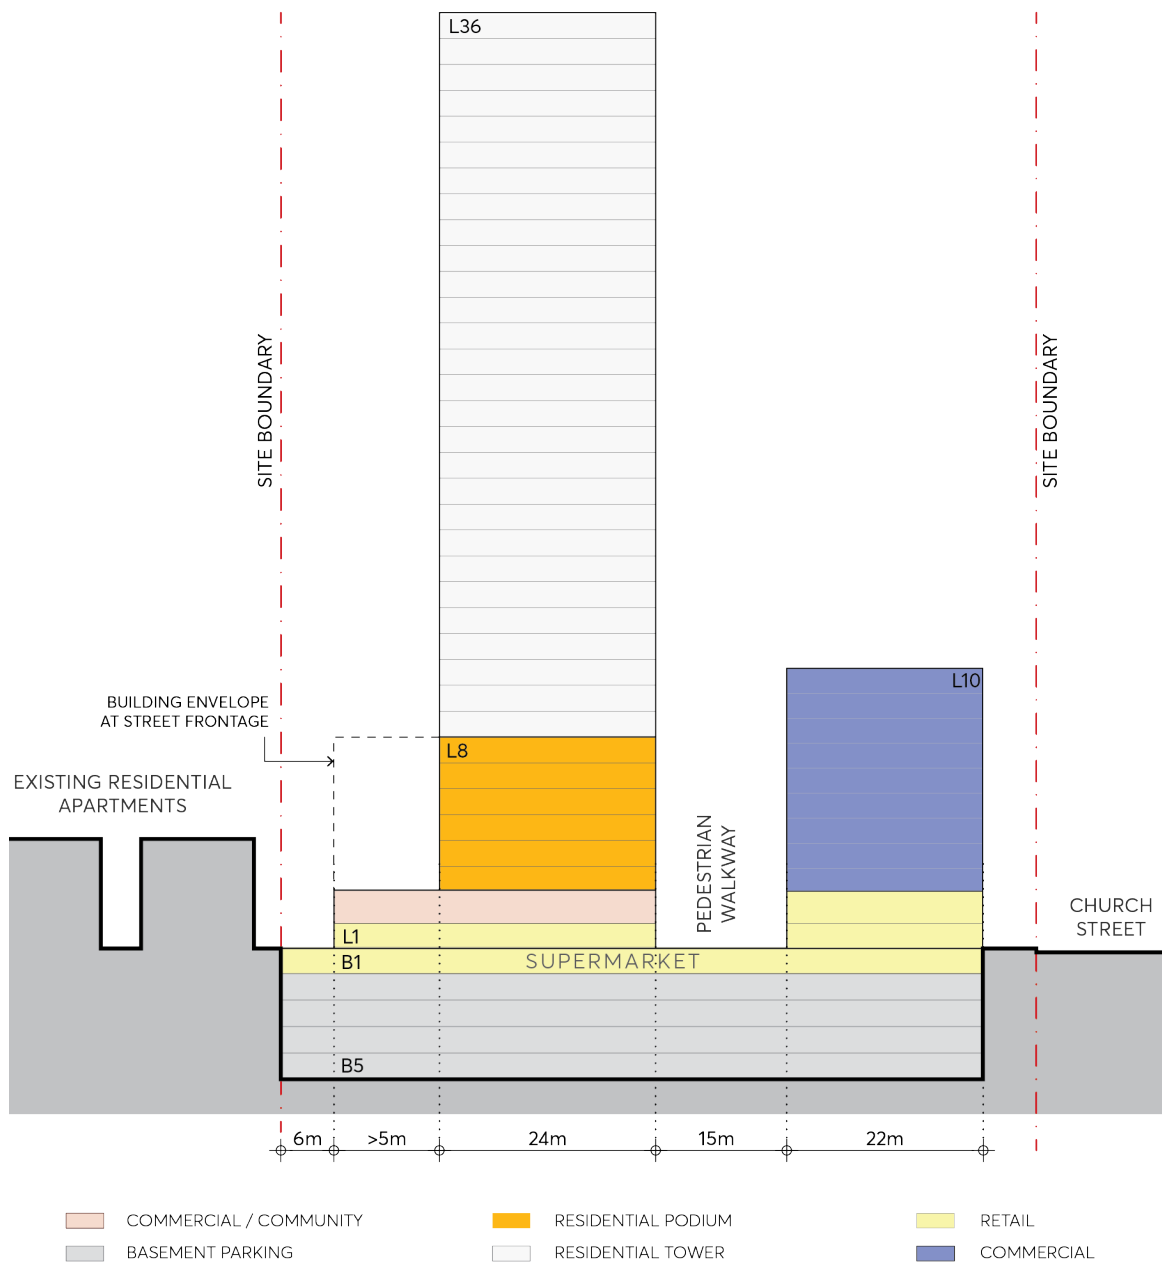 L36
SITE BOUNDARY
SITE BOUNDARY
L10
BUILDING ENVELOPE
AT STREET FRONTAGE
L8
EXISTING RESIDENTIAL
APARTMENTS
PEDESTRIAN
WALKWAY
CHURCH
STREET
L1
B1
SUPERMARKET
B5
6m
>5m
24m
15m
22m
COMMERCIAL / COMMUNITY
RESIDENTIAL PODIUM
RETAIL
BASEMENT PARKING
RESIDENTIAL TOWER
COMMERCIAL